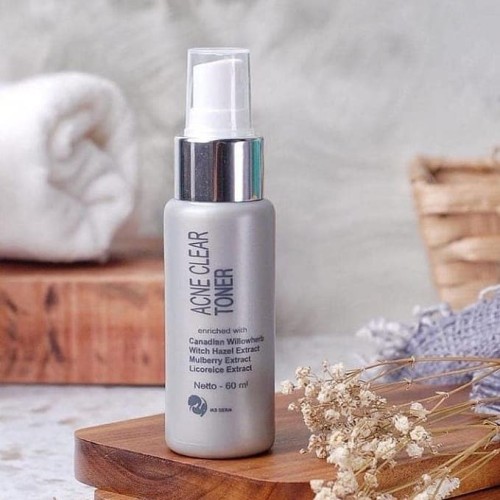 ACNE CLEAR
TONER
enriched with
Canadian Willowherb
Witch Hazel Extract
Mulberry Extract
Licoreice Extract
Netto - 60 ml